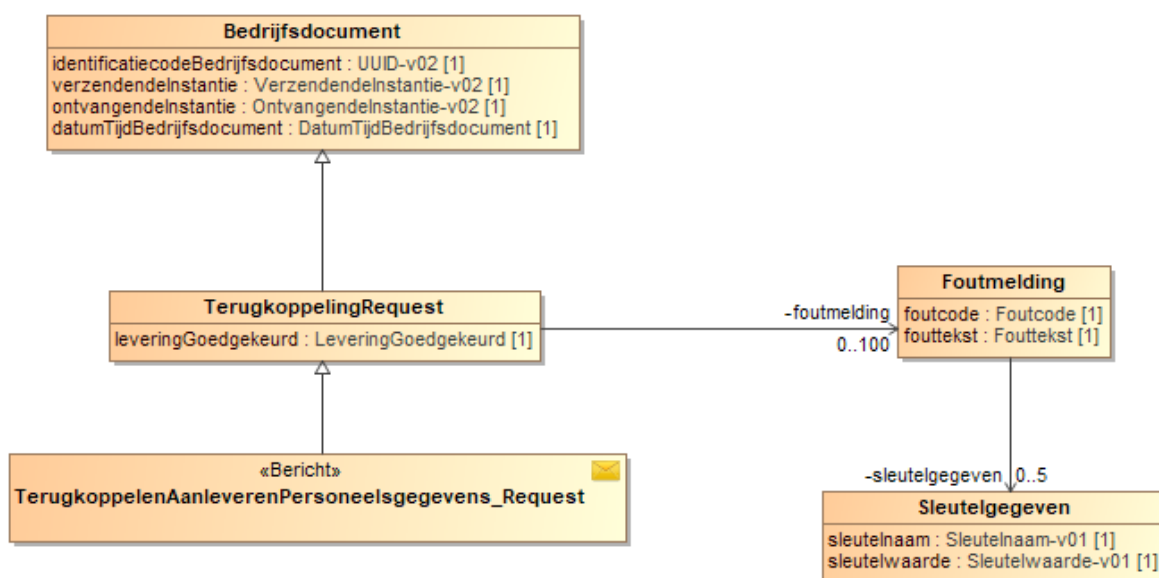 Bedrijfsdocument
identificatiecodeBedrijfsdocument : UUID-v02 [1]
verzendendeInstantie : VerzendendeInstantie-v02 [1]
ontvangendeInstantie : OntvangendeInstantie-v02 [1]
datumTijdBedrijfsdocument : DatumTijdBedrijfsdocument [1]
TerugkoppelingRequest
leveringGoedgekeurd : LeveringGoedgekeurd [1]
-foutmelding
0..100
Foutmelding
foutcode : Foutcode [1]
fouttekst : Fouttekst [1]
«Bericht»
TerugkoppelenAanleverenPersoneelsgegevens_Request
-sleutelgegeven 0..5
Sleutelgegeven
sleutelnaam : Sleutelnaam-v01 [1]
sleutelwaarde : Sleutelwaarde-v01 [1]